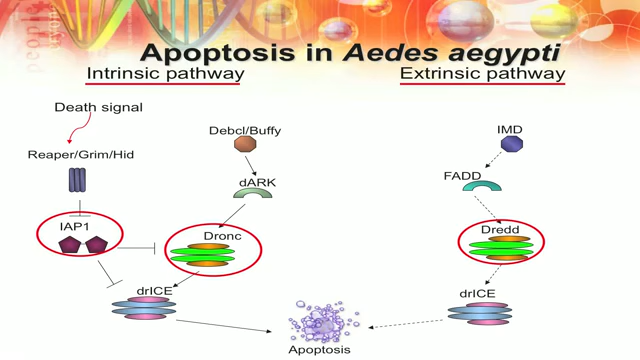 Apoptosis in Aedes aegypti
Intrinsic pathway
Extrinsic pathway
Death signal
Debcl/Buffy
IMD
Reaper/Grim/Hid
dARK
FADD
IAP1
Dronc
Dredd
drICE
drICE
Apoptosis